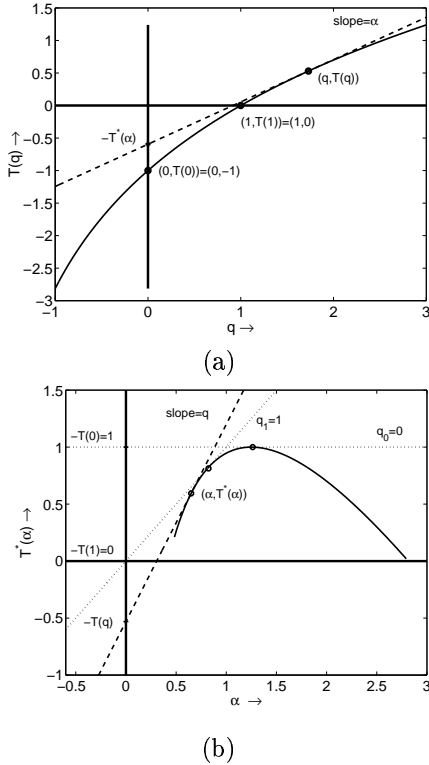 1.5
1
0.5
0
−0.5
−1
−1.5
−2
−2.5
−3
T(q) →
slope=α
(q,T(q))
(1,T(1))=(1,0)
−T*(α)
(0,T(0))=(0,−1)
−1 0 1 2 3
q →
(a)
1.5
1
0.5
0
−0.5
−1
T*(α) →
slope=q
q₁=1
q₀=0
−T(0)=1
(α,T*(α))
−T(1)=0
−T(q)
−0.5 0 0.5 1 1.5 2 2.5 3
α →
(b)